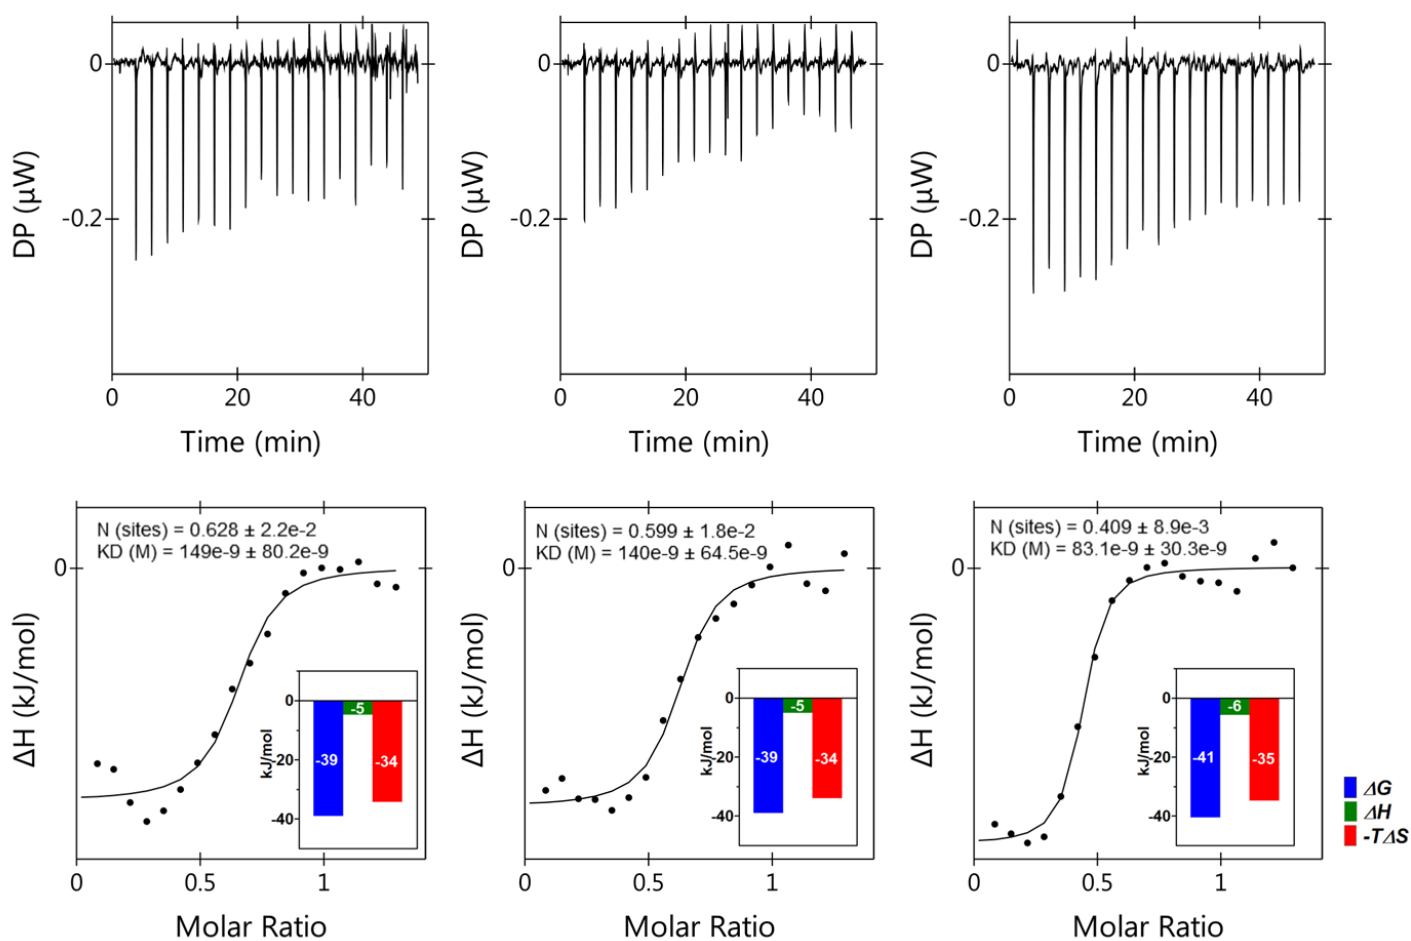 0
-0.2
DP (µW)
0 20 40
Time (min)
0
-0.2
DP (µW)
0 20 40
Time (min)
0
-0.2
DP (µW)
0 20 40
Time (min)
N (sites) = 0.628 ± 2.2e-2
KD (M) = 149e-9 ± 80.2e-9
0
ΔH (kJ/mol)
0
-20
-40
kJ/mol
-39 -5 -34
0 0.5 1
Molar Ratio
N (sites) = 0.599 ± 1.8e-2
KD (M) = 140e-9 ± 64.5e-9
0
ΔH (kJ/mol)
0
-20
-40
kJ/mol
-39 -5 -34
0 0.5 1
Molar Ratio
N (sites) = 0.409 ± 8.9e-3
KD (M) = 83.1e-9 ± 30.3e-9
0
ΔH (kJ/mol)
0
-20
-40
kJ/mol
-41 -6 -35
0 0.5 1
Molar Ratio
ΔG
ΔH
-TΔS